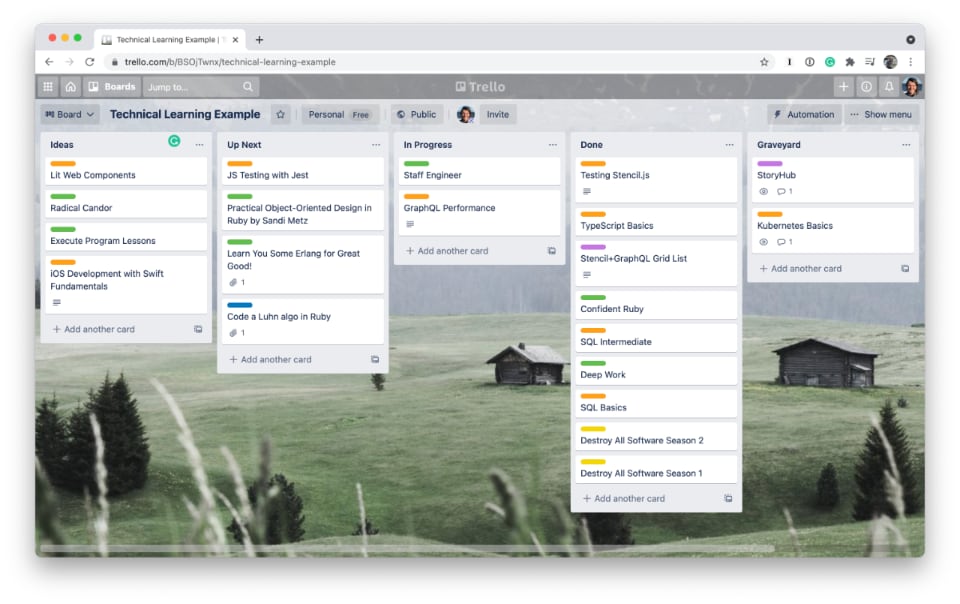 Technical Learning Example |
trello.com/b/BSOjTwnx/technical-learning-example
Boards
Jump to...
Trello
Board
Technical Learning Example
Personal
Free
Public
Invite
Automation
Show menu
Ideas
Lit Web Components
Radical Candor
Execute Program Lessons
iOS Development with Swift
Fundamentals
+ Add another card
Up Next
JS Testing with Jest
Practical Object-Oriented Design in
Ruby by Sandi Metz
Learn You Some Erlang for Great
Good!
1
Code a Luhn algo in Ruby
1
+ Add another card
In Progress
Staff Engineer
GraphQL Performance
+ Add another card
Done
Testing Stencil.js
TypeScript Basics
Stencil+GraphQL Grid List
Confident Ruby
SQL Intermediate
Deep Work
SQL Basics
Destroy All Software Season 2
Destroy All Software Season 1
+ Add another card
Graveyard
StoryHub
1
Kubernetes Basics
1
+ Add another card